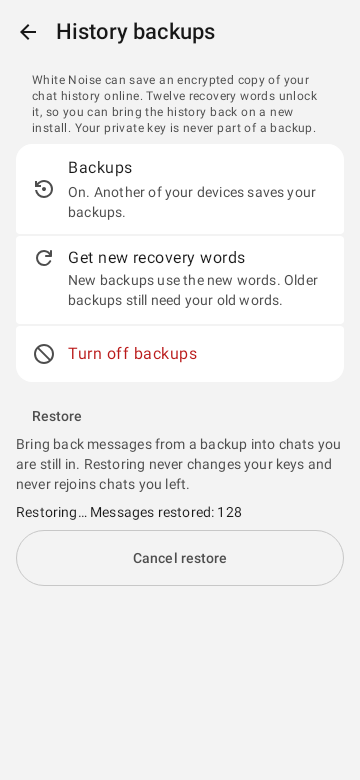 History backups
White Noise can save an encrypted copy of your
chat history online. Twelve recovery words unlock
it, so you can bring the history back on a new
install. Your private key is never part of a backup.
Backups
On. Another of your devices saves your
backups.
Get new recovery words
New backups use the new words. Older
backups still need your old words.
Turn off backups
Restore
Bring back messages from a backup into chats you
are still in. Restoring never changes your keys and
never rejoins chats you left.
Restoring… Messages restored: 128
Cancel restore